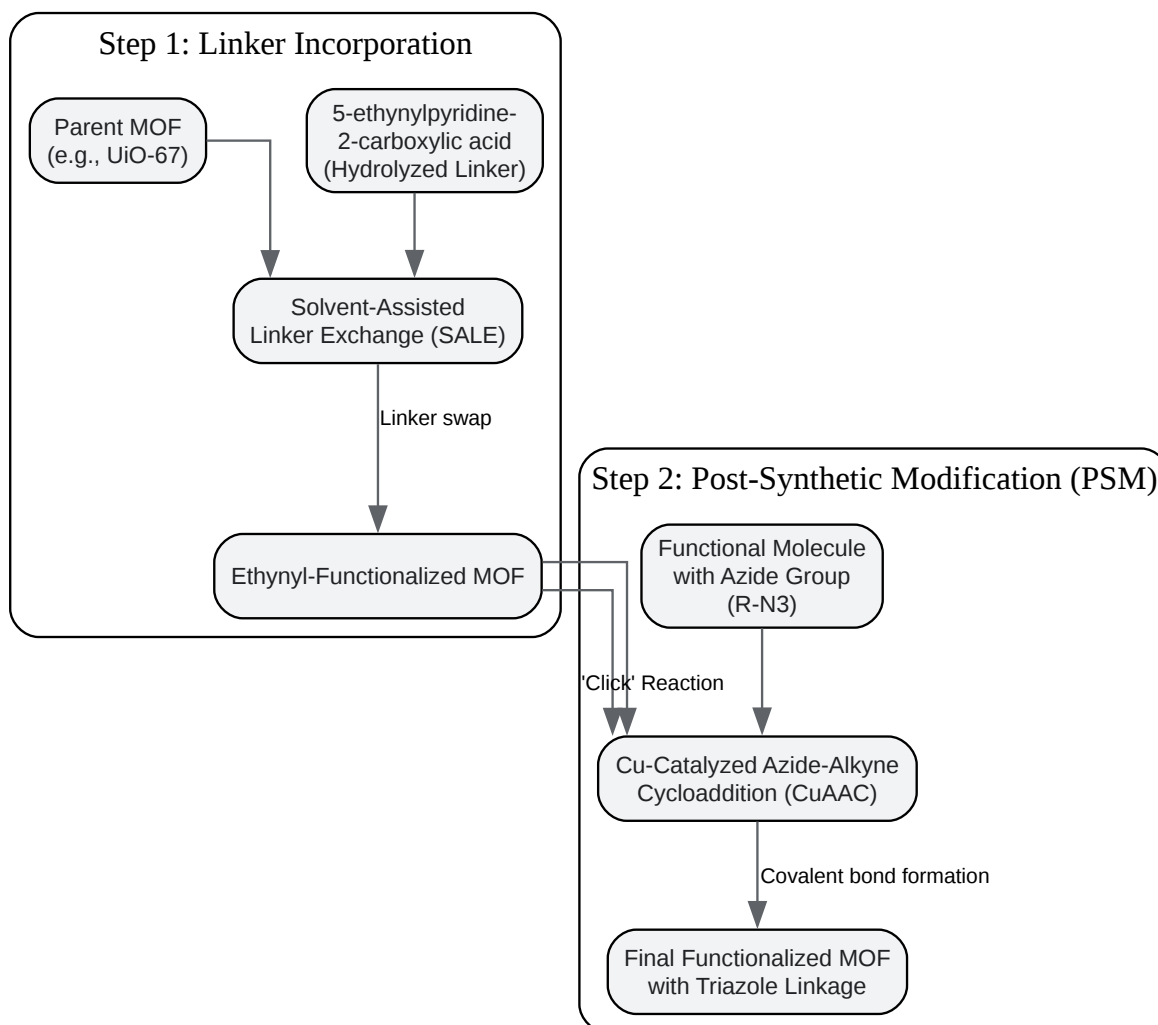 Step 1: Linker Incorporation
Parent MOF
(e.g., UiO-67)
5-ethynylpyridine-
2-carboxylic acid
(Hydrolyzed Linker)
Solvent-Assisted
Linker Exchange (SALE)
Linker swap
Ethynyl-Functionalized MOF
Step 2: Post-Synthetic Modification (PSM)
Functional Molecule
with Azide Group
(R-N3)
'Click' Reaction
Cu-Catalyzed Azide-Alkyne
Cycloaddition (CuAAC)
Covalent bond formation
Final Functionalized MOF
with Triazole Linkage